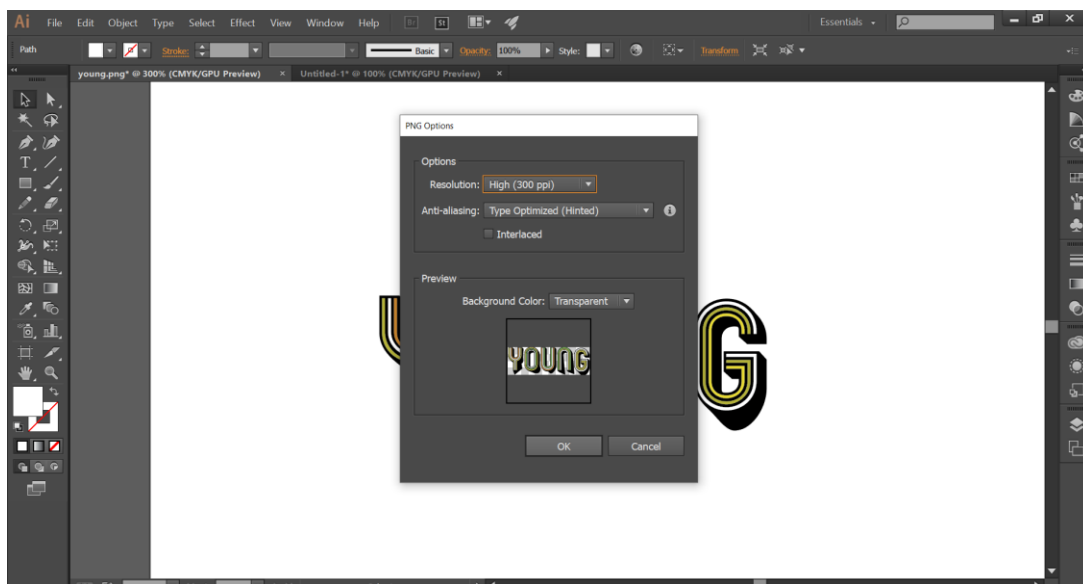 Ai File Edit Object Type Select Effect View Window Help Br St Essentials
Path Stroke: Basic Opacity: 100% Style: Transform
young.png* @ 300% (CMYK/GPU Preview) × Untitled-1* @ 100% (CMYK/GPU Preview) ×
PNG Options
Options
Resolution: High (300 ppi)
Anti-aliasing: Type Optimized (Hinted)
Interlaced
Preview
Background Color: Transparent
YOUNG
G
OK Cancel